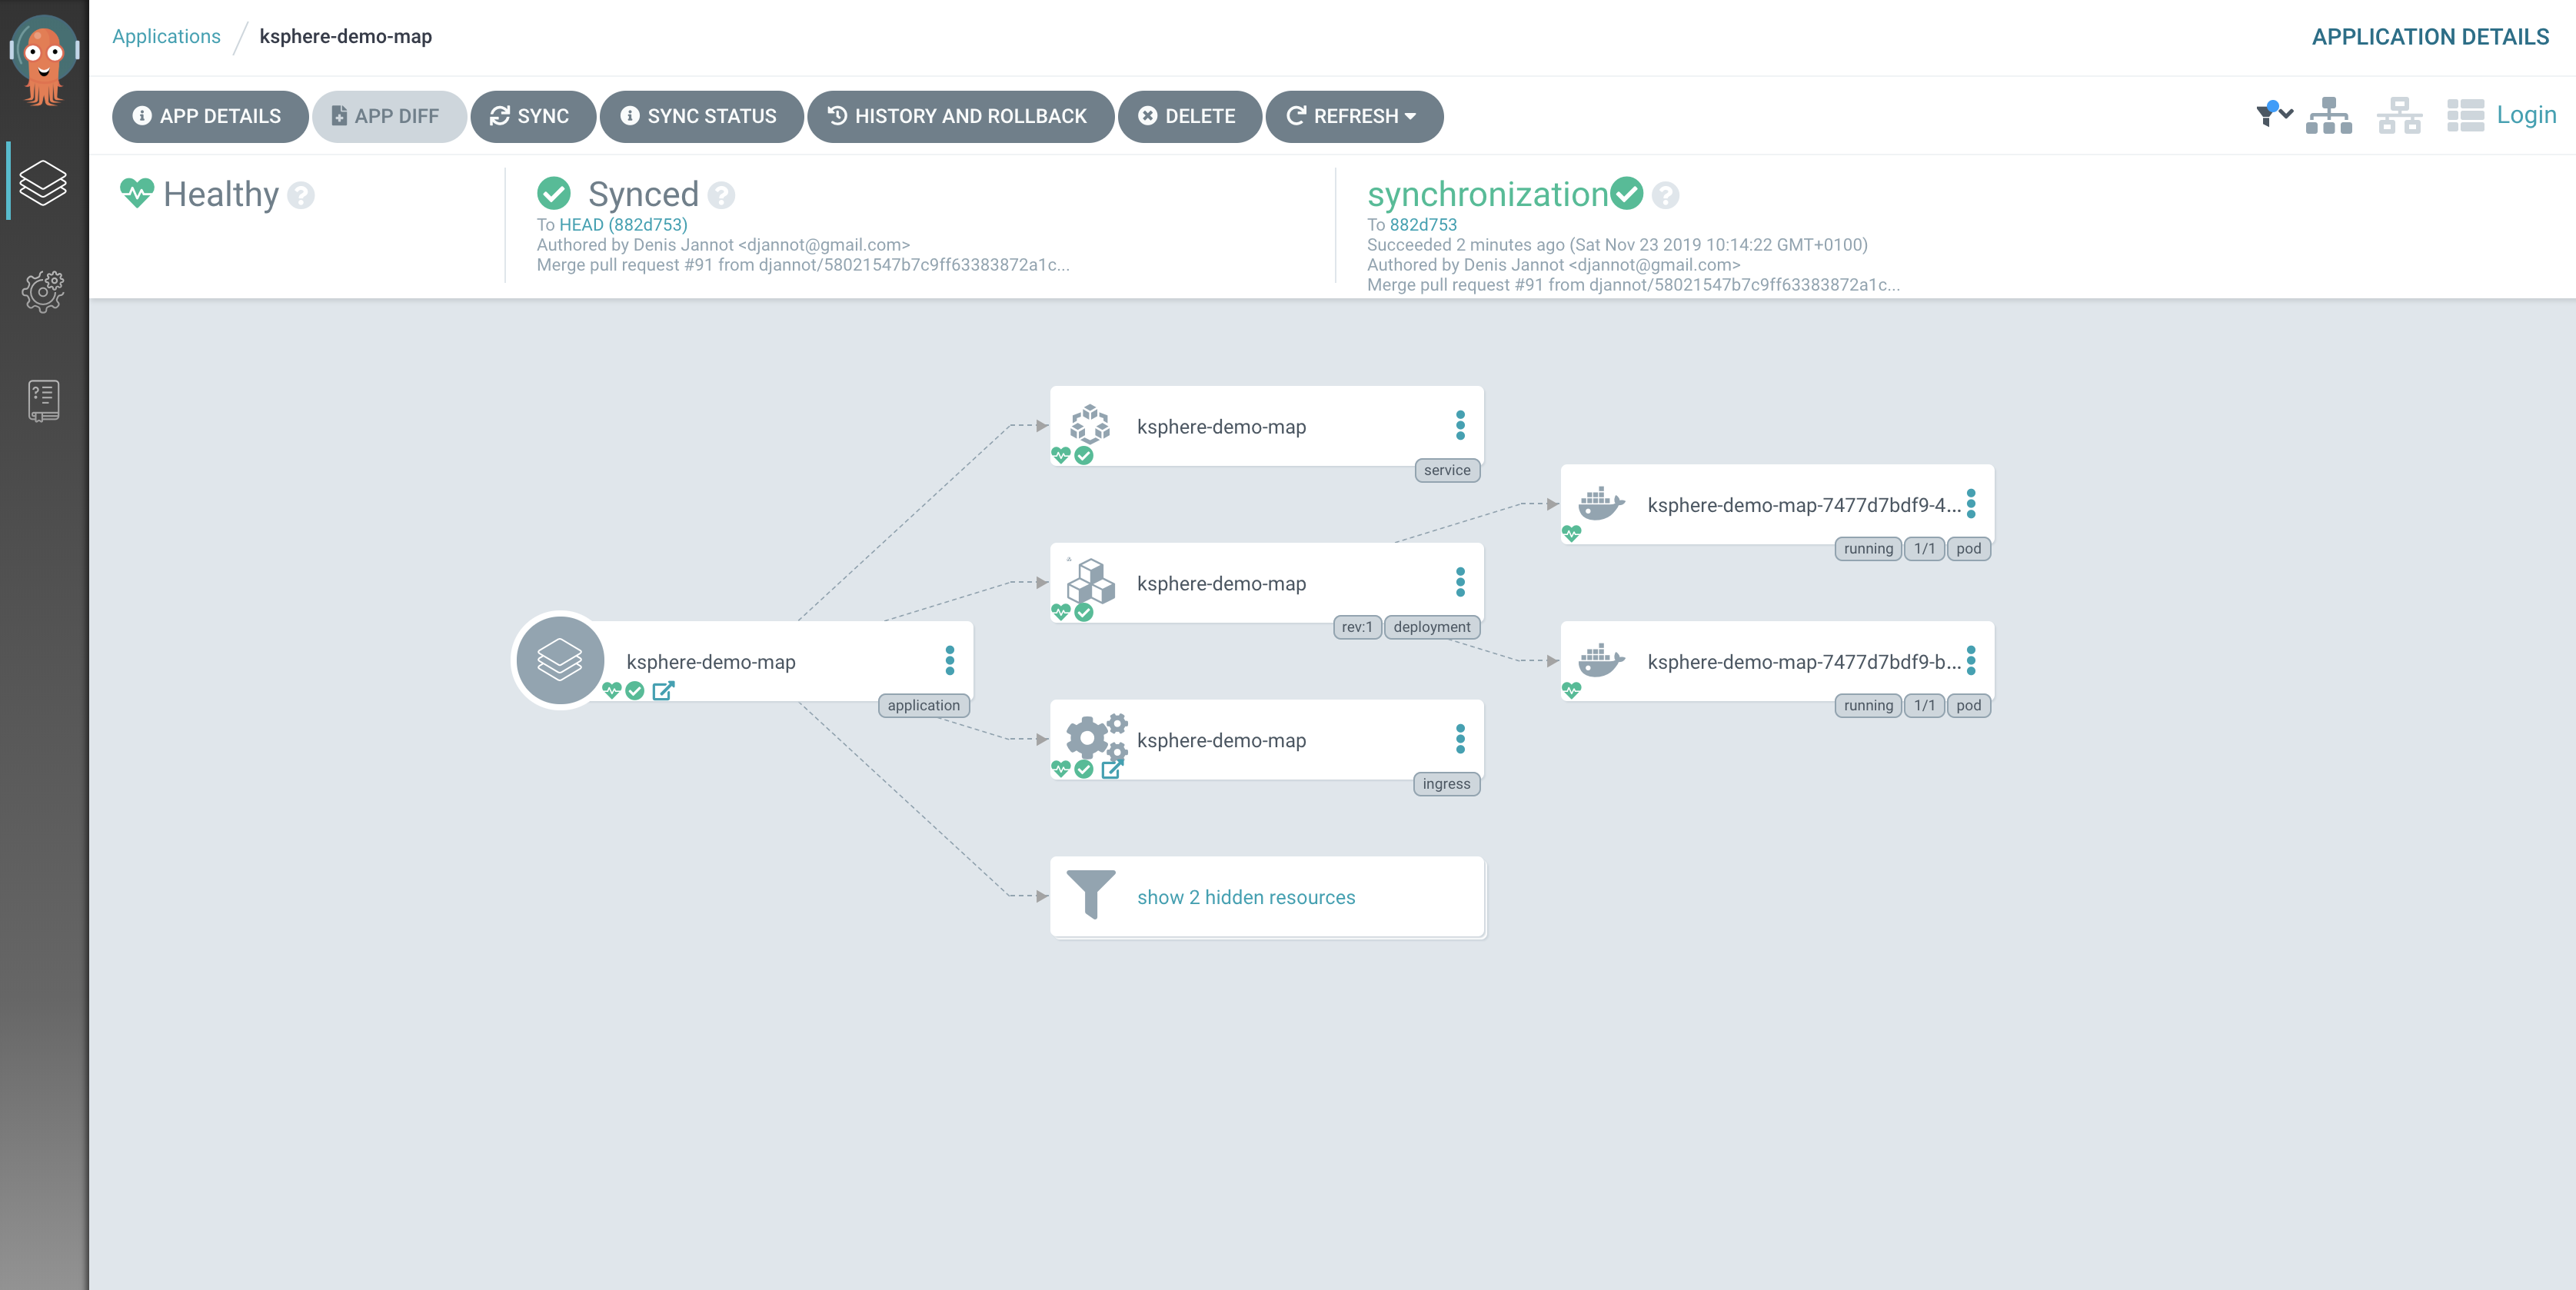 Applications / ksphere-demo-map
APPLICATION DETAILS
APP DETAILS
APP DIFF
SYNC
SYNC STATUS
HISTORY AND ROLLBACK
DELETE
REFRESH
Login
Healthy
Synced
To HEAD (882d753)
Authored by Denis Jannot <djannot@gmail.com>
Merge pull request #91 from djannot/58021547b7c9ff63383872a1c...
synchronization
To 882d753
Succeeded 2 minutes ago (Sat Nov 23 2019 10:14:22 GMT+0100)
Authored by Denis Jannot <djannot@gmail.com>
Merge pull request #91 from djannot/58021547b7c9ff63383872a1c...
ksphere-demo-map
application
ksphere-demo-map
service
ksphere-demo-map
rev:1 deployment
ksphere-demo-map
ingress
show 2 hidden resources
ksphere-demo-map-7477d7bdf9-4...
running 1/1 pod
ksphere-demo-map-7477d7bdf9-b...
running 1/1 pod